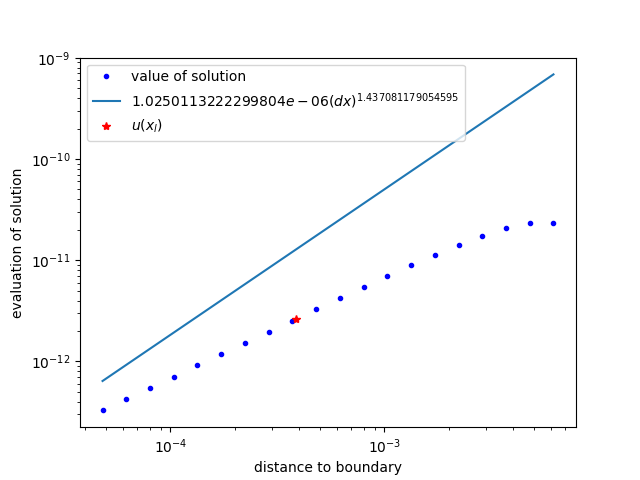 10⁻⁹
value of solution
1.0250113222299804e − 06(dx)^1.437081179054595
u(x_l)
10⁻¹⁰
10⁻¹¹
10⁻¹²
evaluation of solution
10⁻⁴
10⁻³
distance to boundary